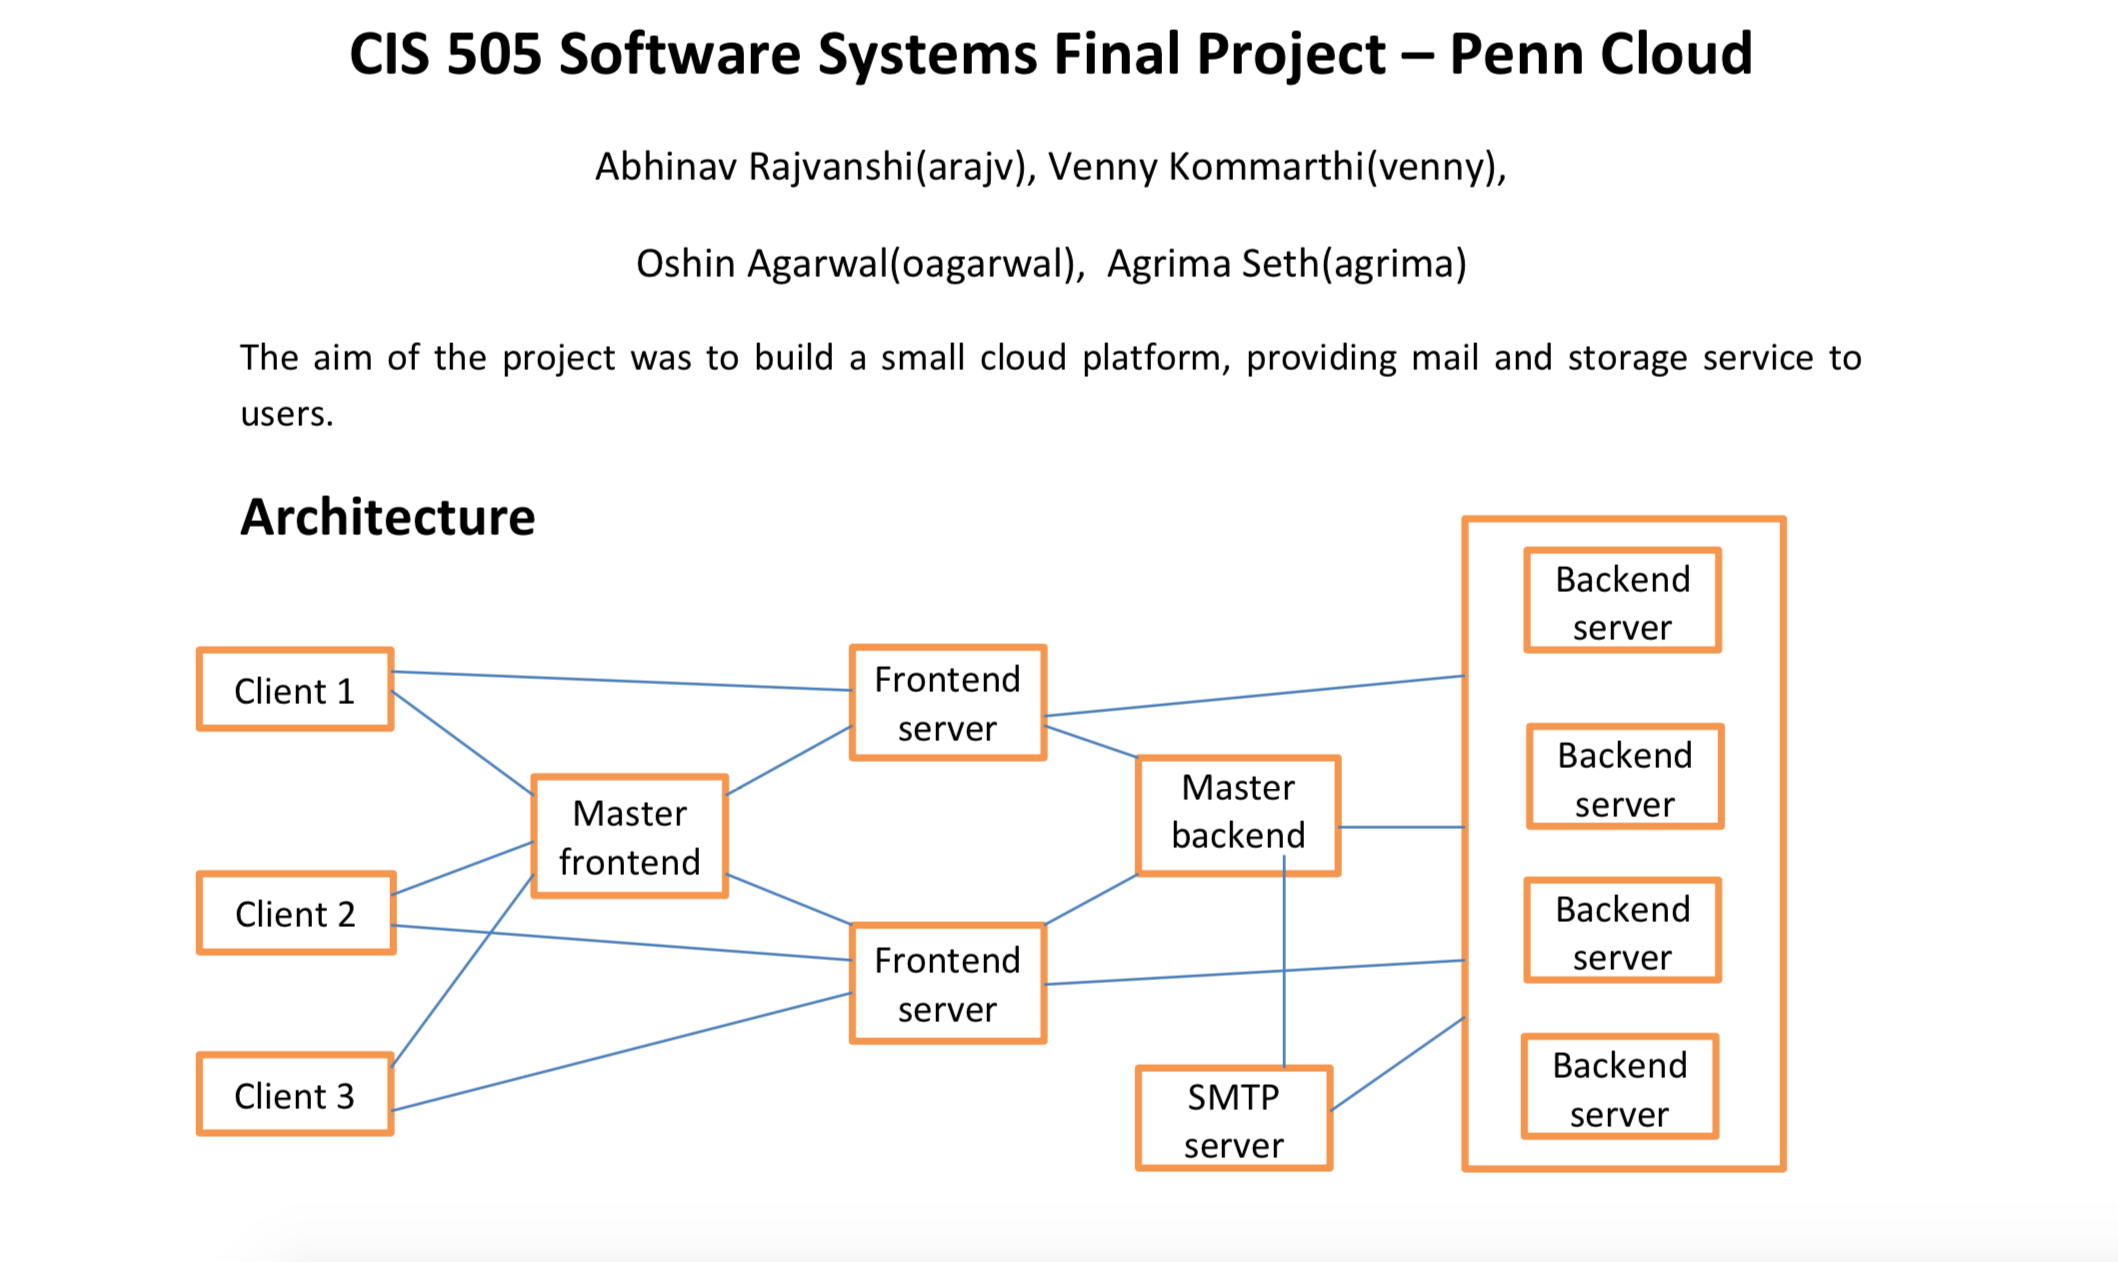 CIS 505 Software Systems Final Project – Penn Cloud
Abhinav Rajvanshi(arajv), Venny Kommarthi(venny),
Oshin Agarwal(oagarwal), Agrima Seth(agrima)
The aim of the project was to build a small cloud platform, providing mail and storage service to
users.
Architecture
Client 1
Client 2
Client 3
Master
frontend
Frontend
server
Frontend
server
Master
backend
SMTP
server
Backend
server
Backend
server
Backend
server
Backend
server